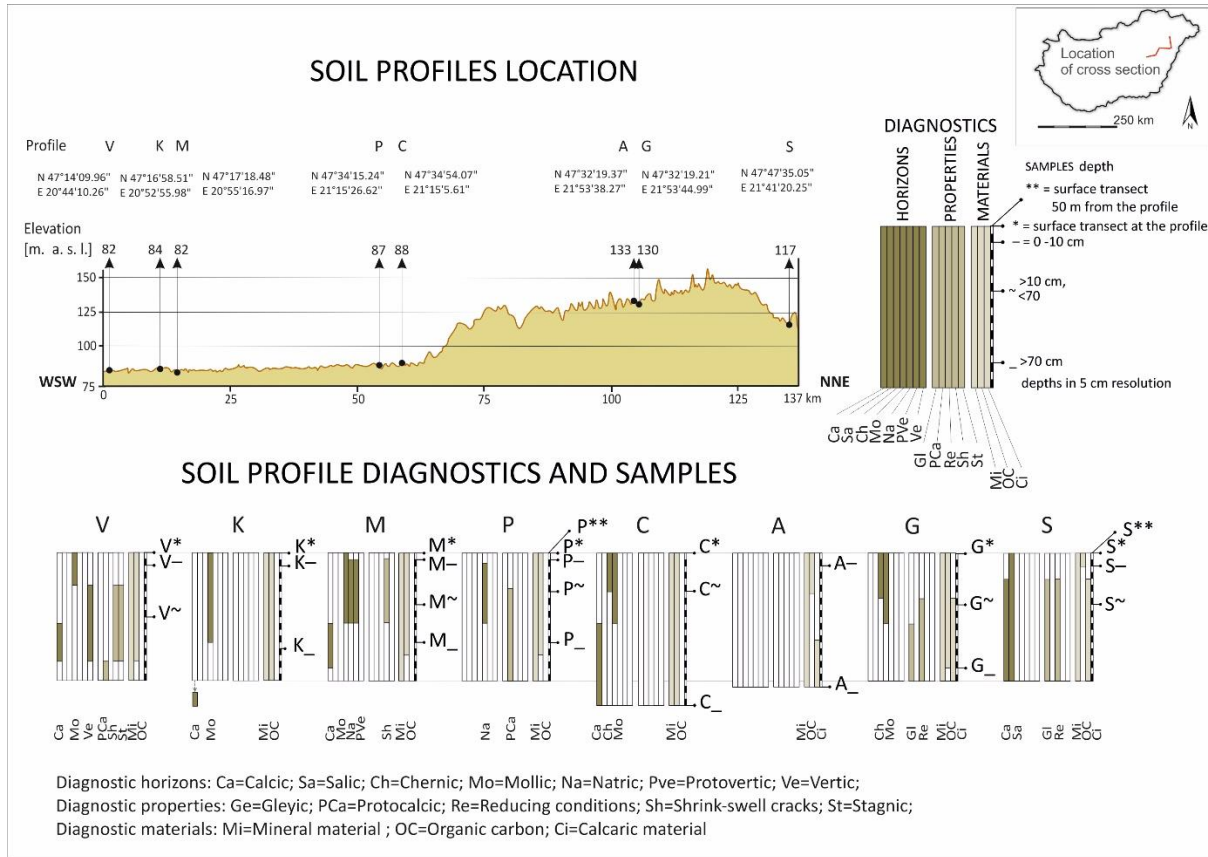 Location
of cross section
250 km
N
SOIL PROFILES LOCATION
Profile V K M P C A G S
N 47°14'09.96" N 47°16'58.51" N 47°17'18.48" N 47°34'15.24" N 47°34'54.07" N 47°32'19.37" N 47°32'19.21" N 47°47'35.05"
E 20°44'10.26" E 20°52'55.98" E 20°55'16.97" E 21°15'26.62" E 21°15'5.61" E 21°53'38.27" E 21°53'44.99" E 21°41'20.25"
Elevation
[m. a. s. l.] 82 84 82 87 88 133 130 117
150
125
100
75
WSW
NNE
0 25 50 75 100 125 137 km
DIAGNOSTICS
HORIZONS
PROPERTIES
MATERIALS
SAMPLES depth
** = surface transect
50 m from the profile
* = surface transect at the profile
– = 0 -10 cm
~ >10 cm,
<70
_ >70 cm
depths in 5 cm resolution
Ca
Sa
Ch
Mo
Na
PVe
Ve
Gl
PCa
Re
Sh
St
Mi
OC
Ci
SOIL PROFILE DIAGNOSTICS AND SAMPLES
V K M P C A G S
V*
V–
V~
K*
K–
K_
M*
M–
M~
M_
P**
P*
P–
P~
P_
C*
C~
C_
A–
A_
G*
G~
G_
S**
S*
S–
S~
Ca Mo Ve PCa Sh St Mi OC
Ca Mo Mi OC
Ca Mo Na PVe Sh Mi OC
Na PCa Mi OC
Ca Ch Mo Mi OC
Mi OC Ci
Ch Mo Gl Re Mi OC Ci
Ca Sa Gl Re Mi OC Ci
Diagnostic horizons: Ca=Calcic; Sa=Salic; Ch=Chernic; Mo=Mollic; Na=Natric; Pve=Protovertic; Ve=Vertic;
Diagnostic properties: Ge=Gleyic; PCa=Protocalcic; Re=Reducing conditions; Sh=Shrink-swell cracks; St=Stagnic;
Diagnostic materials: Mi=Mineral material ; OC=Organic carbon; Ci=Calcaric material